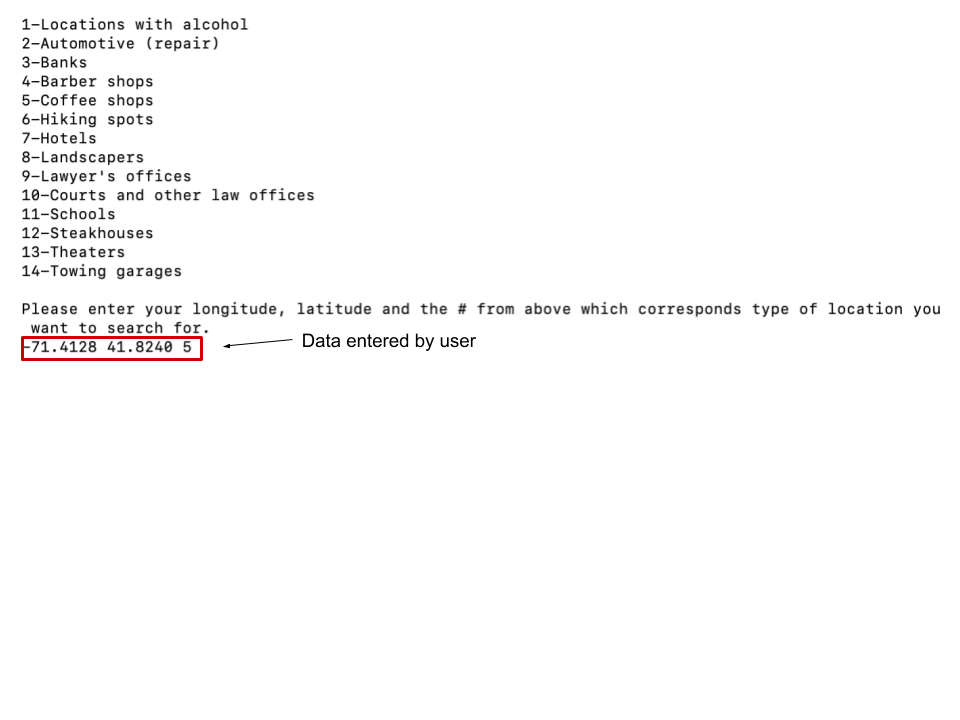 1-Locations with alcohol
2-Automotive (repair)
3-Banks
4-Barber shops
5-Coffee shops
6-Hiking spots
7-Hotels
8-Landscapers
9-Lawyer's offices
10-Courts and other law offices
11-Schools
12-Steakhouses
13-Theaters
14-Towing garages
Please enter your longitude, latitude and the # from above which corresponds type of location you
want to search for.
-71.4128 41.8240 5
Data entered by user